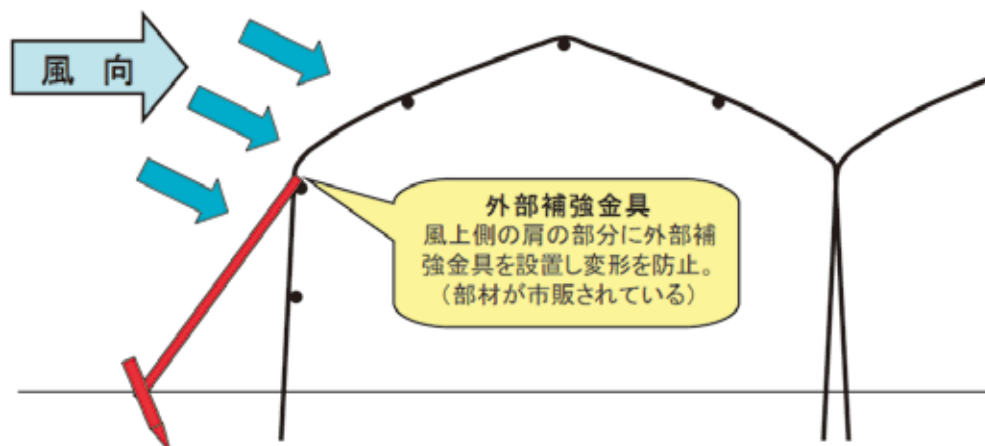 風 向
外部補強金具
風上側の肩の部分に外部補
強金具を設置し変形を防止。
（部材が市販されている）